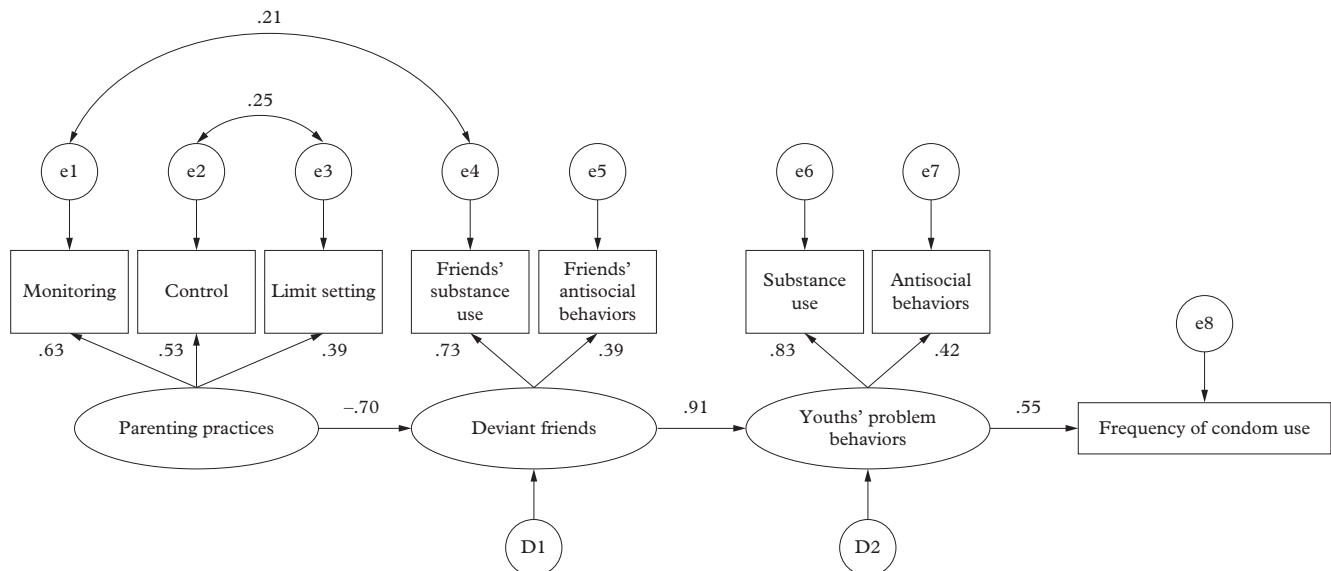 .21
.25
e1
e2
e3
e4
e5
e6
e7
Monitoring
Control
Limit setting
Friends'
substance
use
Friends'
antisocial
behaviors
Substance
use
Antisocial
behaviors
e8
.63
.53
.39
.73
.39
.83
.42
Parenting practices
–.70
Deviant friends
.91
Youths' problem
behaviors
.55
Frequency of condom use
D1
D2